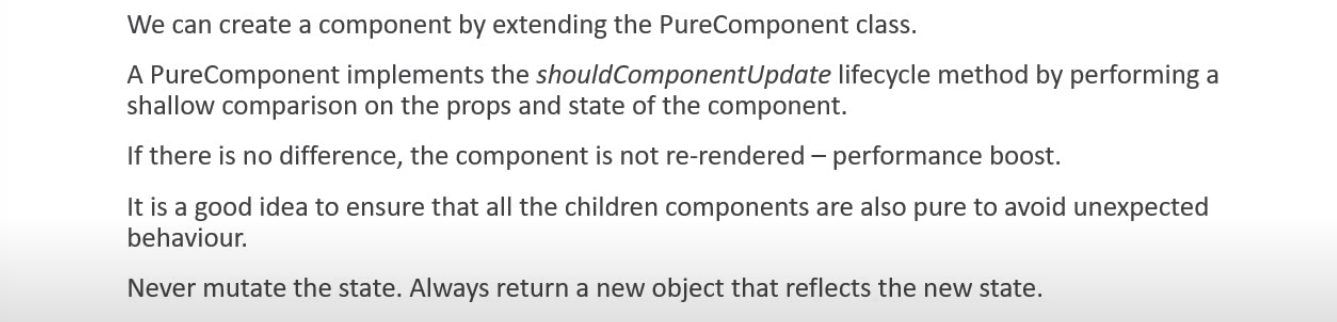 We can create a component by extending the PureComponent class.
A PureComponent implements the shouldComponentUpdate lifecycle method by performing a
shallow comparison on the props and state of the component.
If there is no difference, the component is not re-rendered – performance boost.
It is a good idea to ensure that all the children components are also pure to avoid unexpected
behaviour.
Never mutate the state. Always return a new object that reflects the new state.